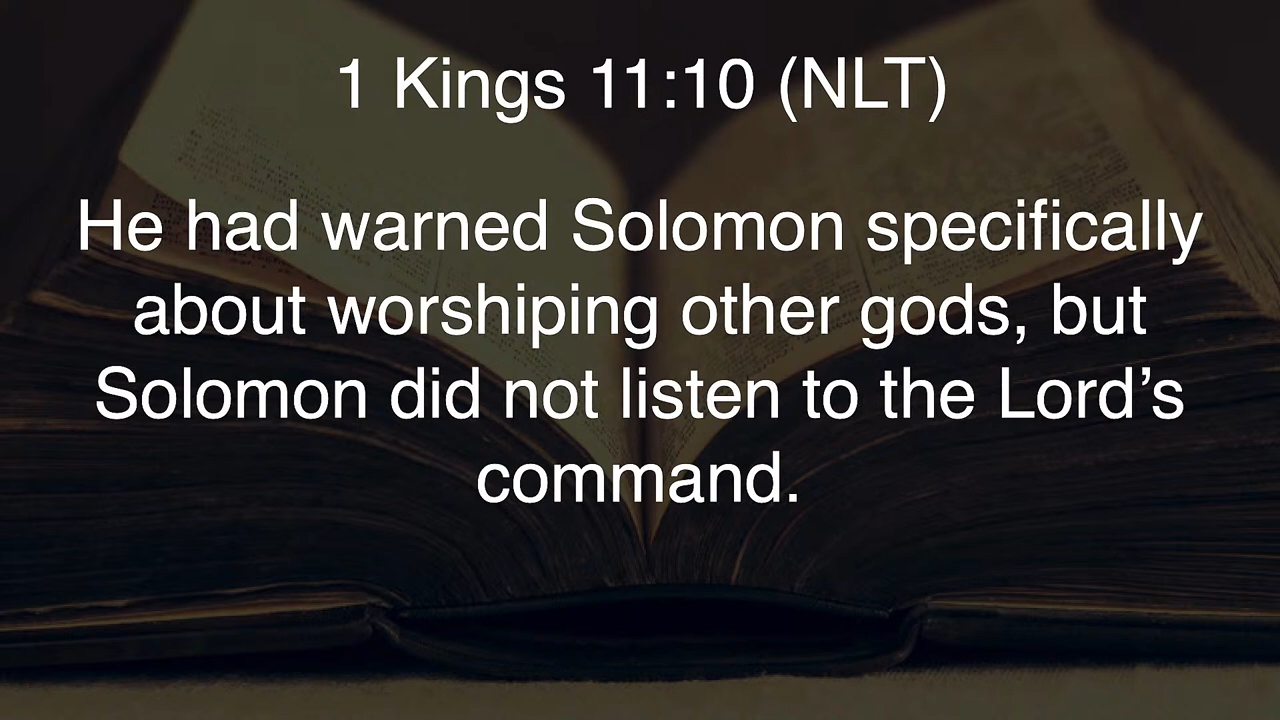 1 Kings 11:10 (NLT)
He had warned Solomon specifically
about worshiping other gods, but
Solomon did not listen to the Lord’s
command.